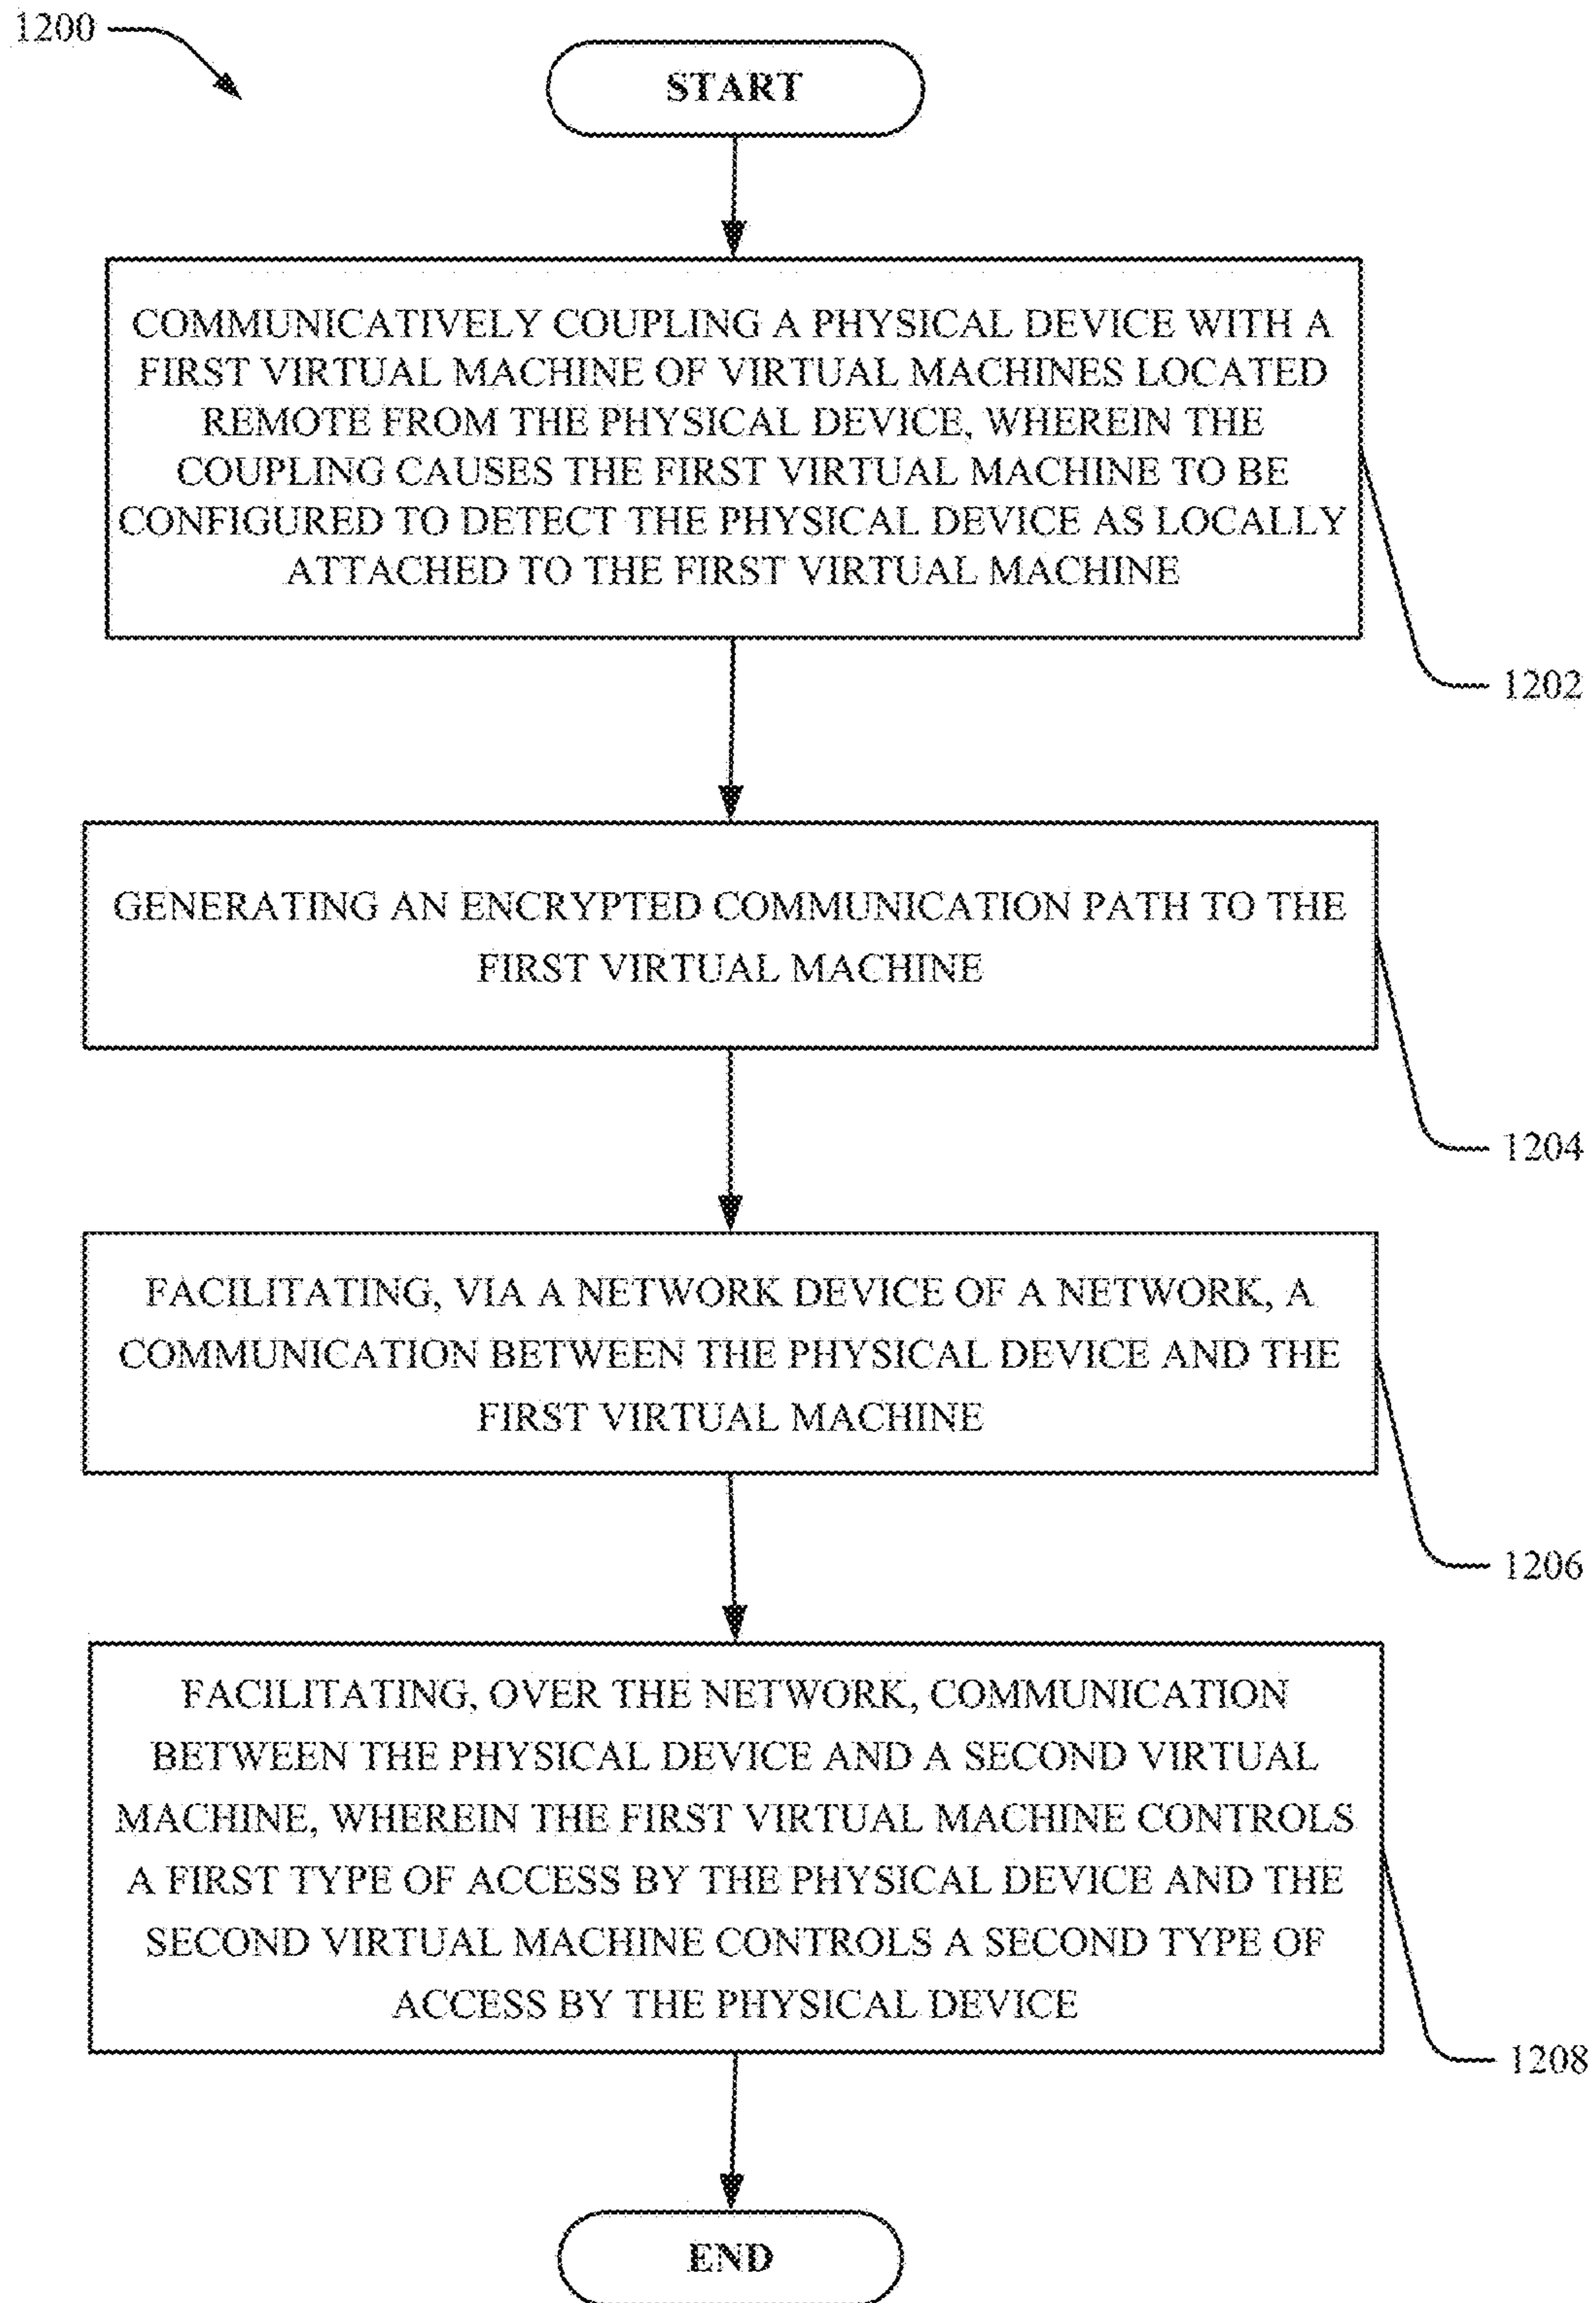 1200
START
COMMUNICATIVELY COUPLING A PHYSICAL DEVICE WITH A
FIRST VIRTUAL MACHINE OF VIRTUAL MACHINES LOCATED
REMOTE FROM THE PHYSICAL DEVICE, WHEREIN THE
COUPLING CAUSES THE FIRST VIRTUAL MACHINE TO BE
CONFIGURED TO DETECT THE PHYSICAL DEVICE AS LOCALLY
ATTACHED TO THE FIRST VIRTUAL MACHINE
1202
GENERATING AN ENCRYPTED COMMUNICATION PATH TO THE
FIRST VIRTUAL MACHINE
1204
FACILITATING, VIA A NETWORK DEVICE OF A NETWORK, A
COMMUNICATION BETWEEN THE PHYSICAL DEVICE AND THE
FIRST VIRTUAL MACHINE
1206
FACILITATING, OVER THE NETWORK, COMMUNICATION
BETWEEN THE PHYSICAL DEVICE AND A SECOND VIRTUAL
MACHINE, WHEREIN THE FIRST VIRTUAL MACHINE CONTROLS
A FIRST TYPE OF ACCESS BY THE PHYSICAL DEVICE AND THE
SECOND VIRTUAL MACHINE CONTROLS A SECOND TYPE OF
ACCESS BY THE PHYSICAL DEVICE
1208
END